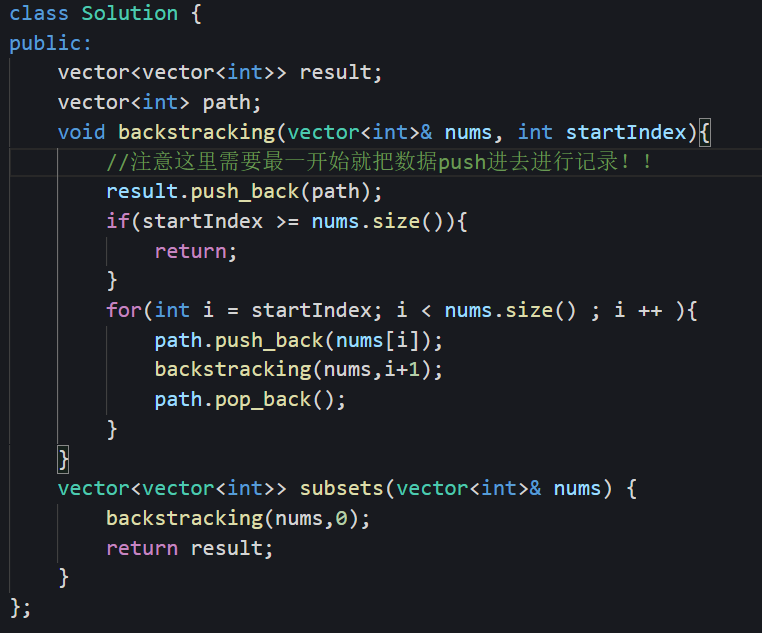 class Solution {
public:
    vector<vector<int>> result;
    vector<int> path;
    void backstracking(vector<int>& nums, int startIndex){
        //注意这里需要最一开始就把数据push进去进行记录！！
        result.push_back(path);
        if(startIndex >= nums.size()){
            return;
        }
        for(int i = startIndex; i < nums.size() ; i ++ ){
            path.push_back(nums[i]);
            backstracking(nums,i+1);
            path.pop_back();
        }
    }
    vector<vector<int>> subsets(vector<int>& nums) {
        backstracking(nums,0);
        return result;
    }
};